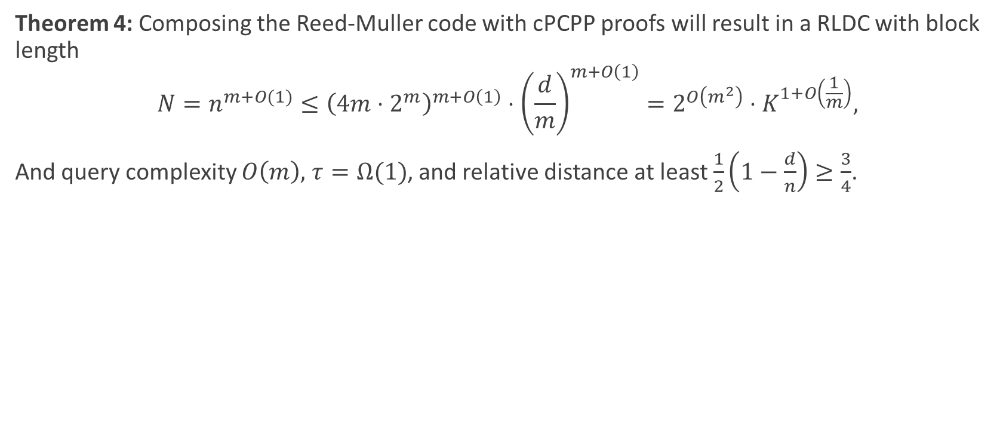 Theorem 4: Composing the Reed-Muller code with cPCPP proofs will result in a RLDC with block
length
$N = n^{m+O(1)} \leq (4m \cdot 2^m)^{m+O(1)} \cdot \left(\frac{d}{m}\right)^{m+O(1)} = 2^{O(m^2)} \cdot K^{1+O\left(\frac{1}{m}\right)},$
And query complexity $O(m)$, $\tau = \Omega(1)$, and relative distance at least $\frac{1}{2}\left(1 - \frac{d}{n}\right) \geq \frac{3}{4}$.